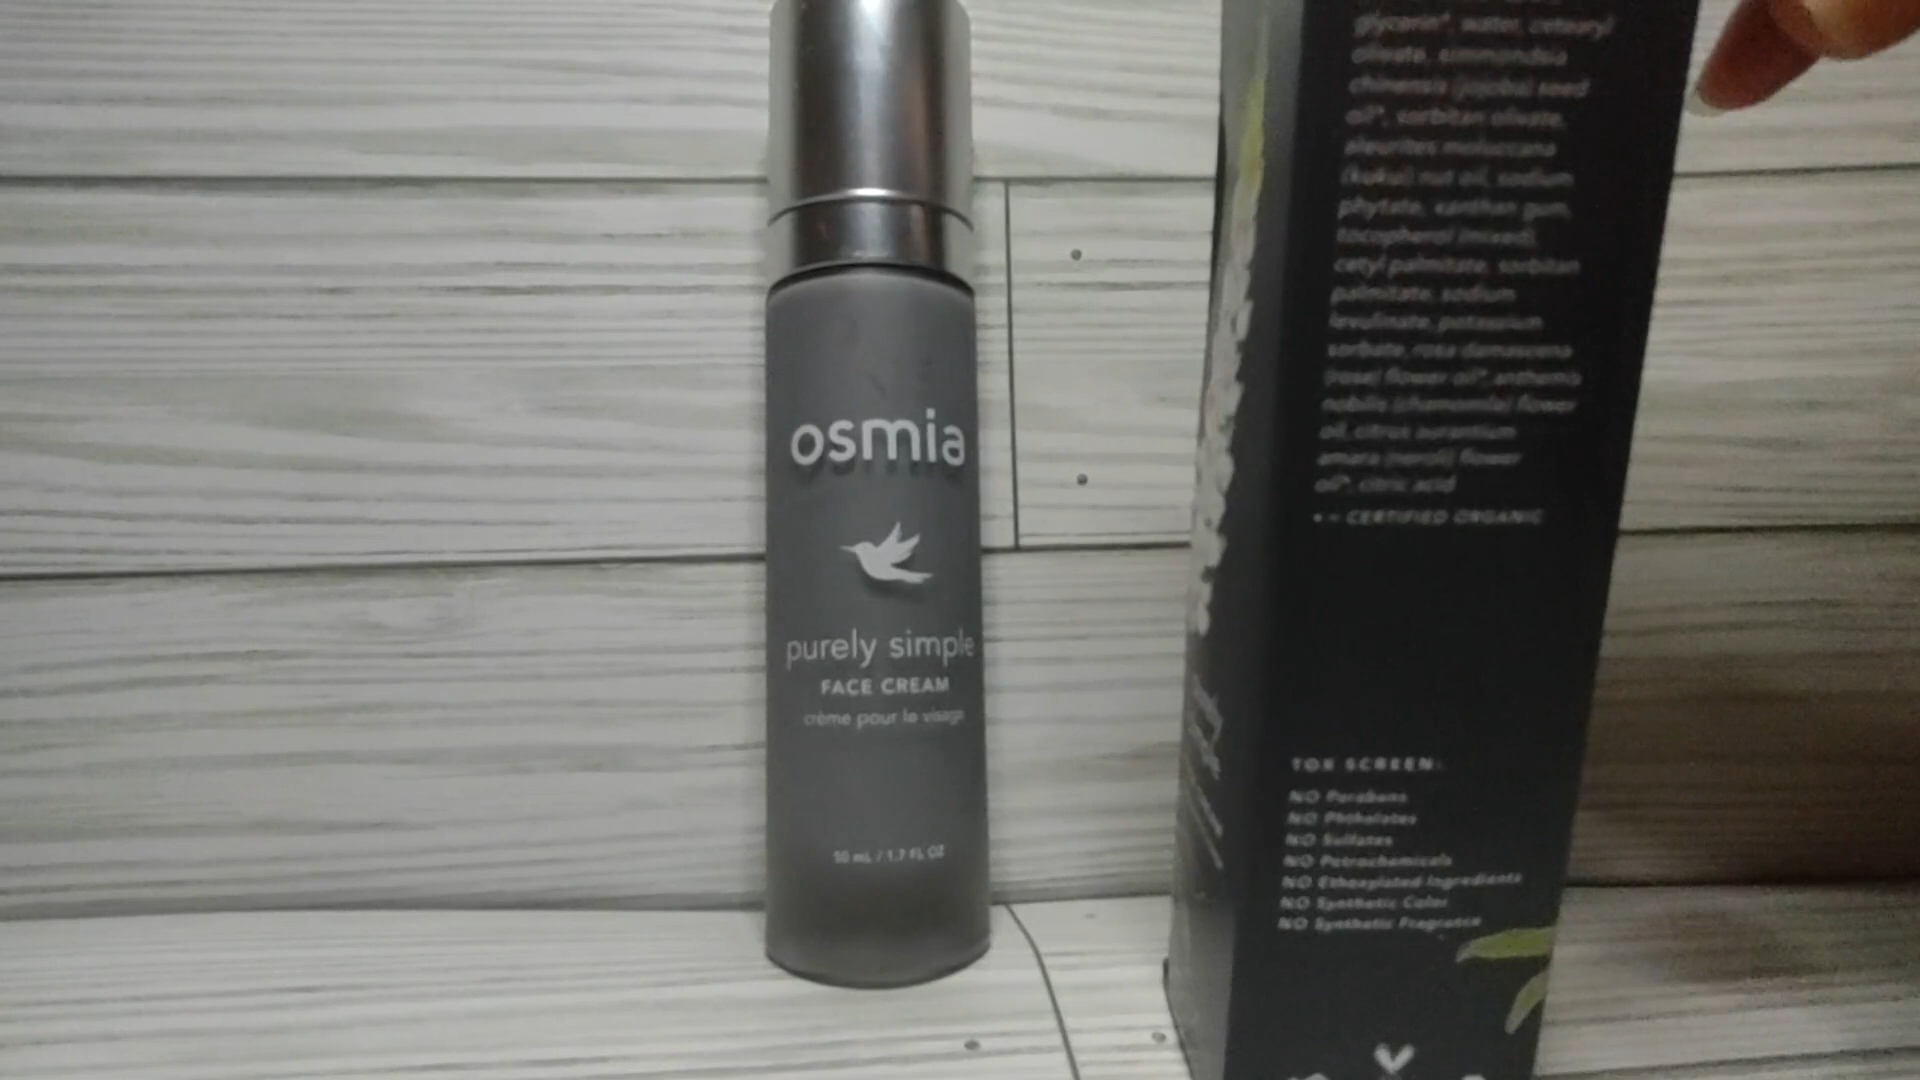 osmia
purely simple
FACE CREAM
crème pour le visage
50 mL / 1.7 FL OZ
glycerin*, water, cetearyl
olivate, simmondsia
chinensis (jojoba) seed
oil*, sorbitan olivate,
aleurites moluccana
(kukui) nut oil, sodium
phytate, xanthan gum,
tocopherol (mixed),
cetyl palmitate, sorbitan
palmitate, sodium
levulinate, potassium
sorbate, rosa damascena
(rose) flower oil*, anthemis
nobilis (chamomile) flower
oil, citrus aurantium
amara (neroli) flower
oil*, citric acid
* = CERTIFIED ORGANIC
TOX SCREEN:
NO Parabens
NO Phthalates
NO Sulfates
NO Petrochemicals
NO Ethoxylated Ingredients
NO Synthetic Color
NO Synthetic Fragrance